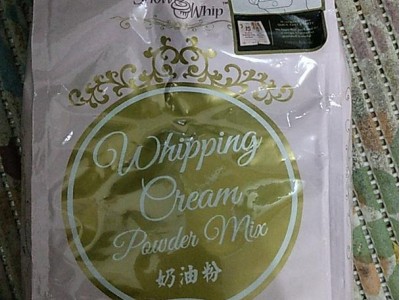 Whip
Whipping
Cream
Powder Mix
奶油粉